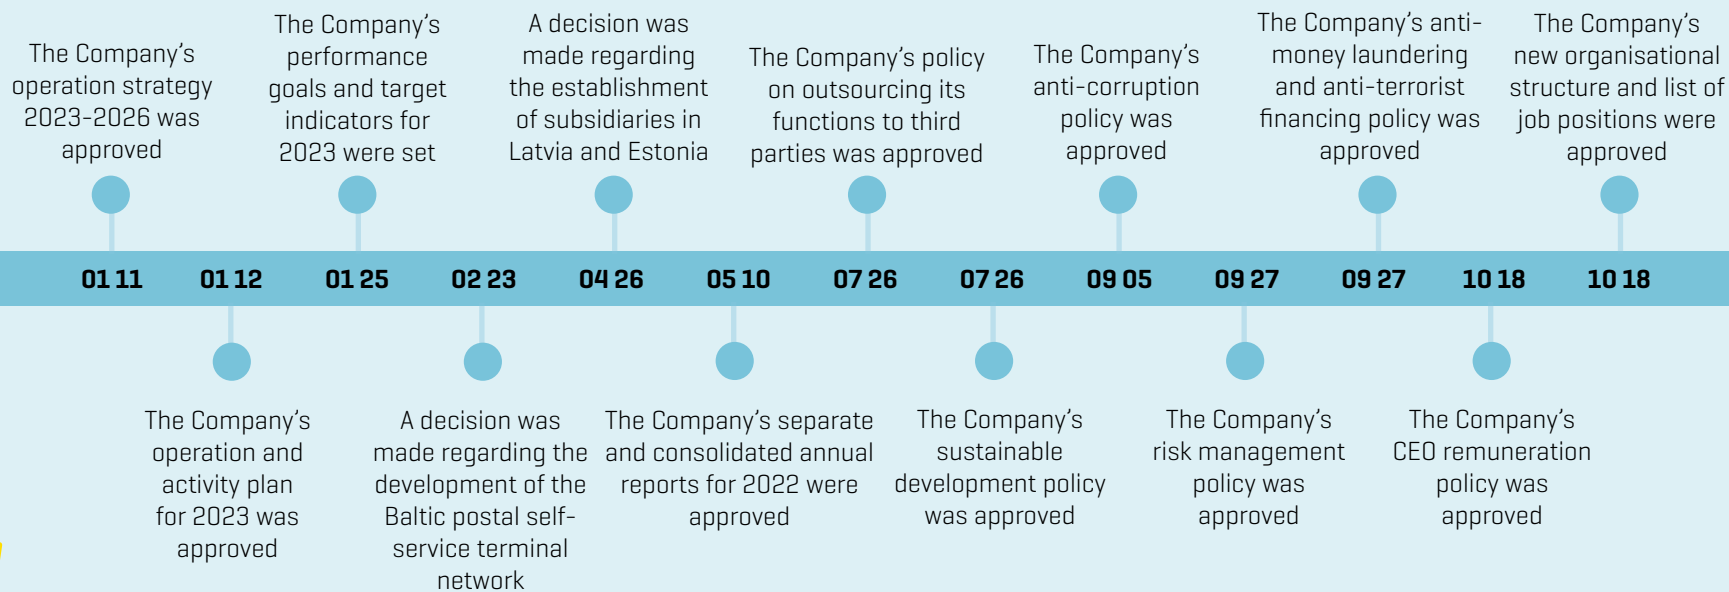 The Company's
operation strategy
2023-2026 was
approved
The Company's
performance
goals and target
indicators for
2023 were set
A decision was
made regarding
the establishment
of subsidiaries in
Latvia and Estonia
The Company's policy
on outsourcing its
functions to third
parties was approved
The Company's
anti-corruption
policy was
approved
The Company's anti-
money laundering
and anti-terrorist
financing policy was
approved
The Company's
new organisational
structure and list of
job positions were
approved
01 11 01 12 01 25 02 23 04 26 05 10 07 26 07 26 09 05 09 27 09 27 10 18 10 18
The Company's
operation and
activity plan
for 2023 was
approved
A decision was
made regarding the
development of the
Baltic postal self-
service terminal
network
The Company's separate
and consolidated annual
reports for 2022 were
approved
The Company's
sustainable
development policy
was approved
The Company's
risk management
policy was
approved
The Company's
CEO remuneration
policy was
approved